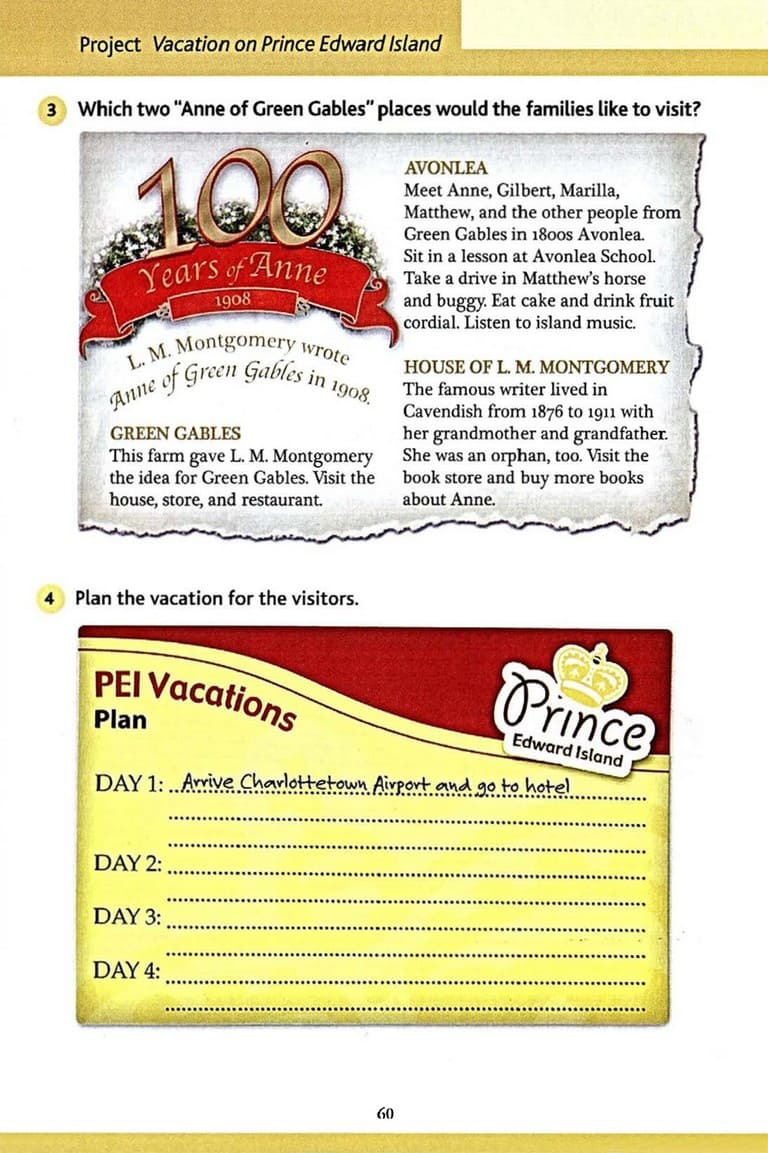 Project Vacation on Prince Edward Island
3 Which two "Anne of Green Gables" places would the families like to visit?
100
Years of Anne
1908
L. M. Montgomery wrote
Anne of Green Gables in 1908.
GREEN GABLES
This farm gave L. M. Montgomery
the idea for Green Gables. Visit the
house, store, and restaurant.
AVONLEA
Meet Anne, Gilbert, Marilla,
Matthew, and the other people from
Green Gables in 1800s Avonlea.
Sit in a lesson at Avonlea School.
Take a drive in Matthew's horse
and buggy. Eat cake and drink fruit
cordial. Listen to island music.
HOUSE OF L. M. MONTGOMERY
The famous writer lived in
Cavendish from 1876 to 1911 with
her grandmother and grandfather.
She was an orphan, too. Visit the
book store and buy more books
about Anne.
4 Plan the vacation for the visitors.
PEI Vacations
Plan
Prince
Edward Island
DAY 1: Arrive Charlottetown Airport and go to hotel
DAY 2:
DAY 3:
DAY 4:
60